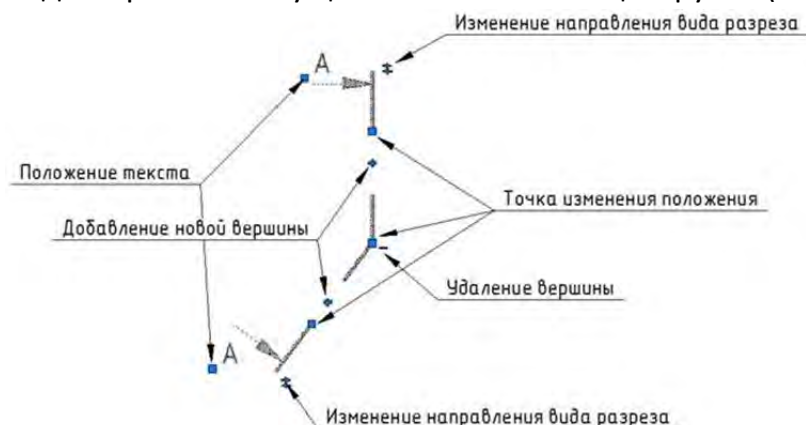 Изменение направления вида разреза
А
Положение текста
Точка изменения положения
Добавление новой вершины
Удаление вершины
А
Изменение направления вида разреза